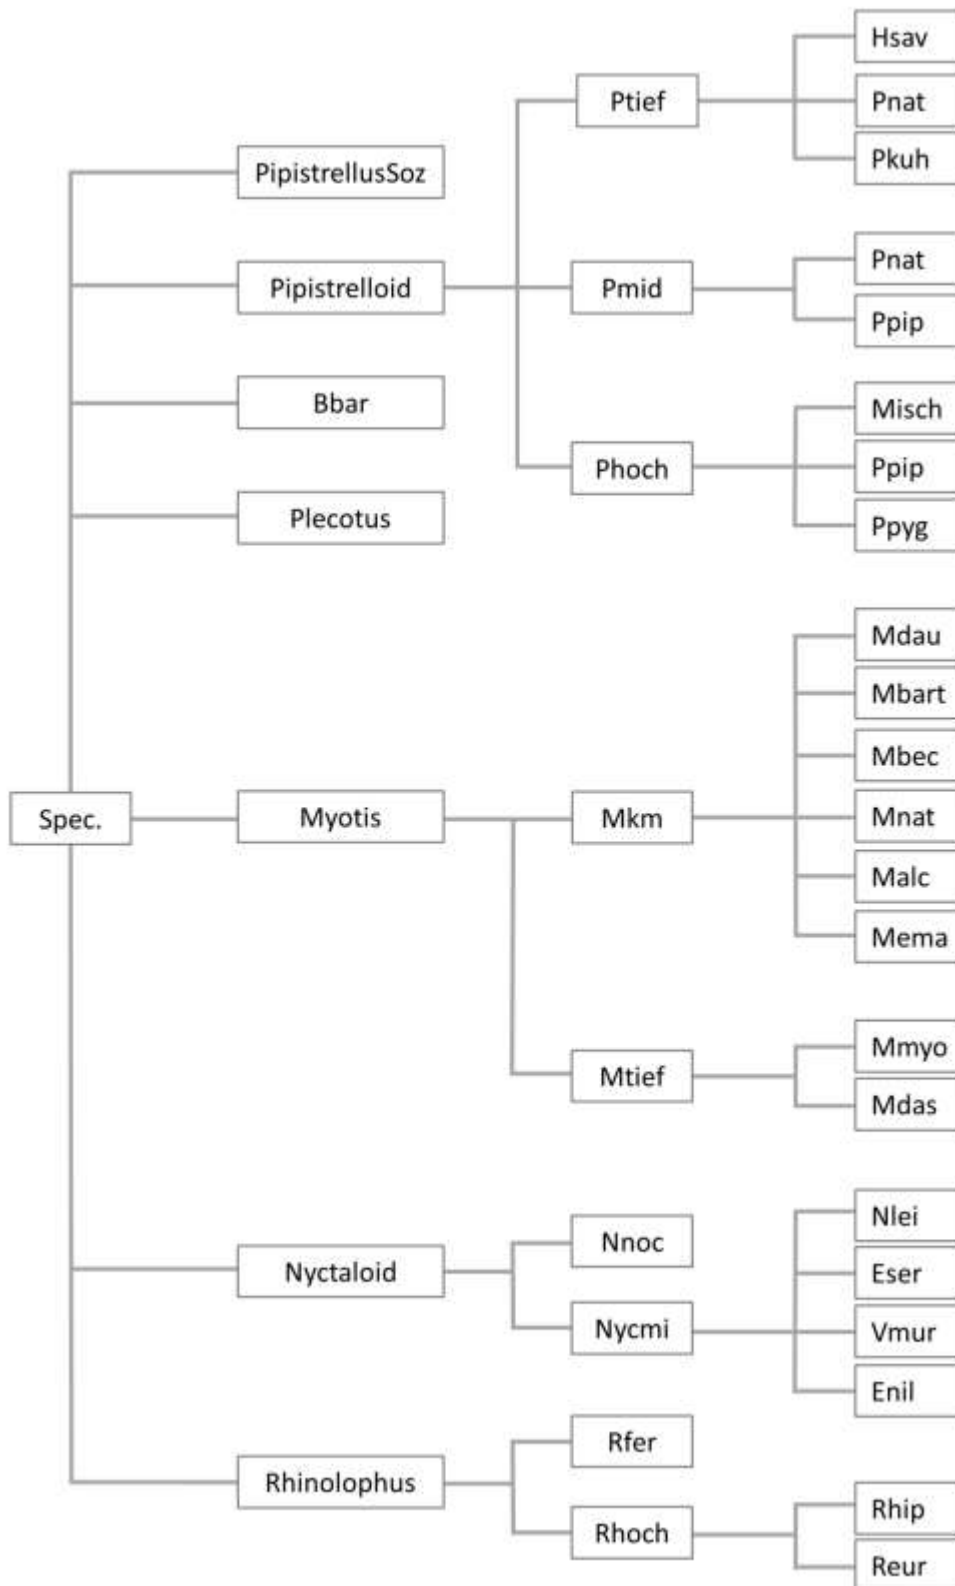 Hsav
Ptief
Pnat
PipistrellusSoz
Pkuh
Pnat
Pipistrelloid
Pmid
Ppip
Bbar
Misch
Phoch
Ppip
Plecotus
Ppyg
Mdau
Mbart
Mbec
Spec.
Myotis
Mkm
Mnat
Malc
Mema
Mmyo
Mtief
Mdas
Nlei
Nnoc
Nyctaloid
Eser
Nycmi
Vmur
Enil
Rfer
Rhinolophus
Rhip
Rhoch
Reur